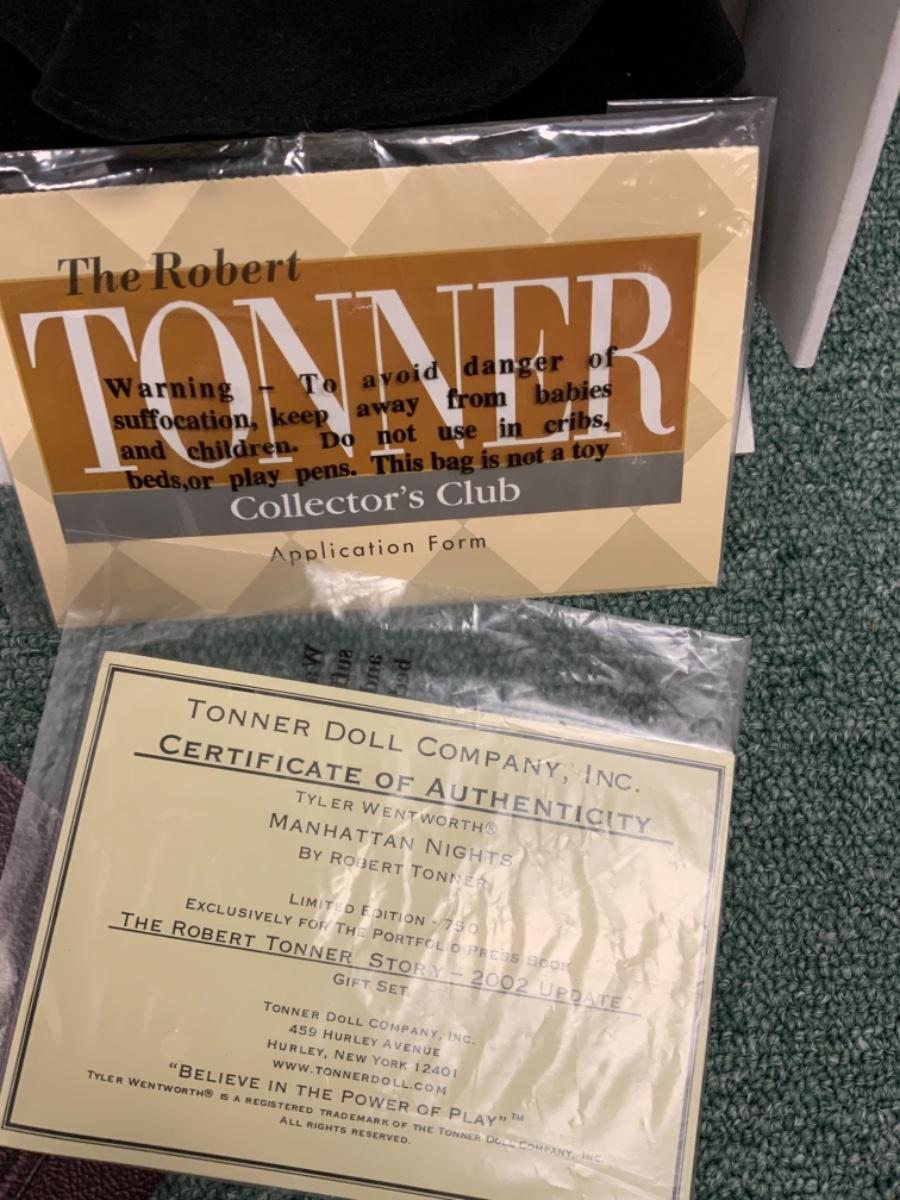 The Robert
TONNER
Warning - To avoid danger of
suffocation, keep away from babies
and children. Do not use in cribs,
beds,or play pens. This bag is not a toy
Collector's Club
Application Form
TONNER DOLL COMPANY, INC.
CERTIFICATE OF AUTHENTICITY
TYLER WENTWORTH®
MANHATTAN NIGHTS
BY ROBERT TONNER
LIMITED EDITION - 750
EXCLUSIVELY FOR THE PORTFOLIO PRESS BOOK
THE ROBERT TONNER STORY - 2002 UPDATE
GIFT SET
TONNER DOLL COMPANY, INC.
459 HURLEY AVENUE
HURLEY, NEW YORK 12401
WWW.TONNERDOLL.COM
"BELIEVE IN THE POWER OF PLAY"™
TYLER WENTWORTH® IS A REGISTERED TRADEMARK OF THE TONNER DOLL COMPANY, INC.
ALL RIGHTS RESERVED.